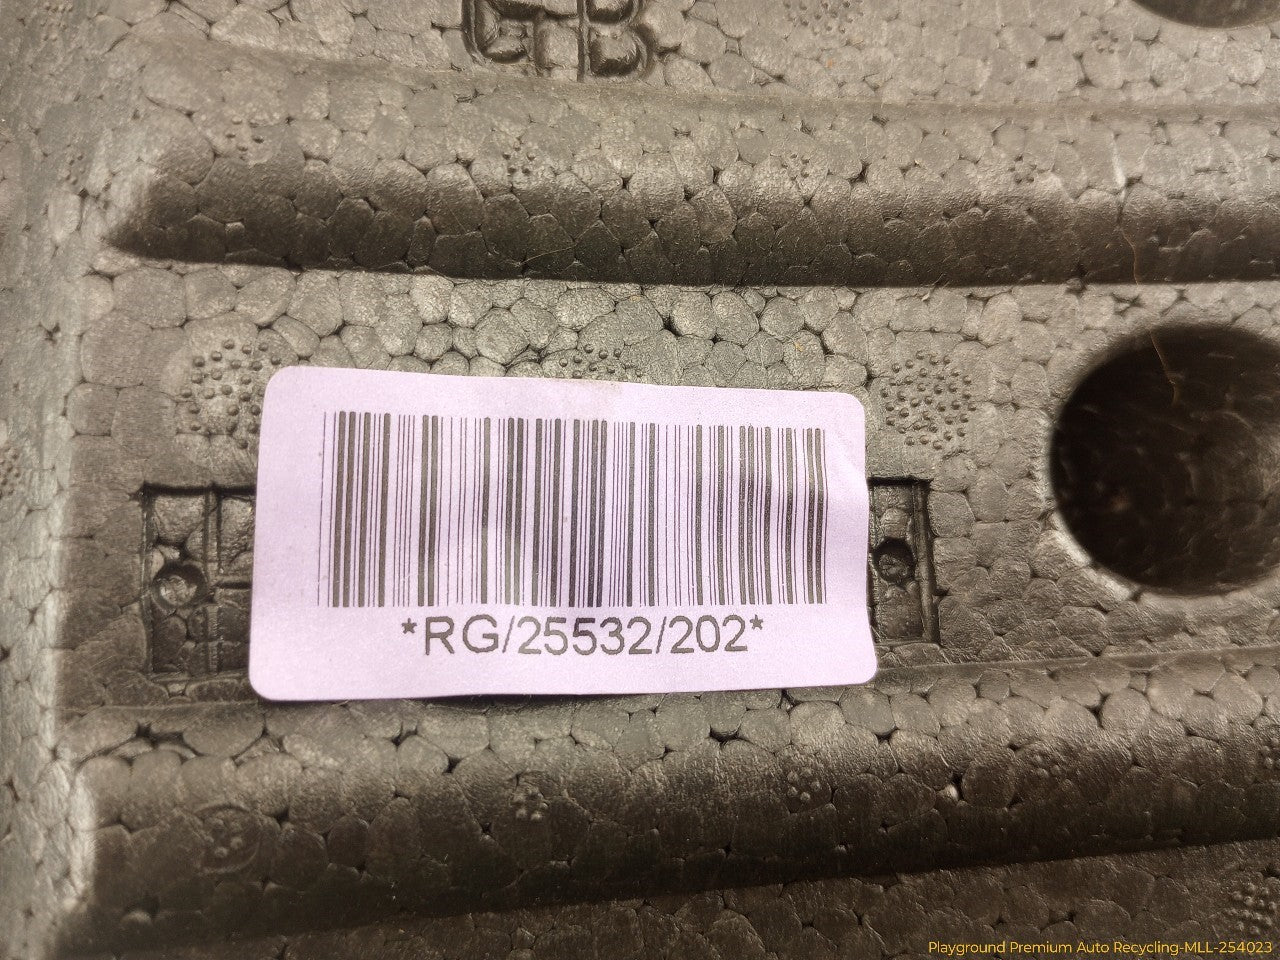 *RG/25532/202*
Playground Premium Auto Recycling-MLL-254023